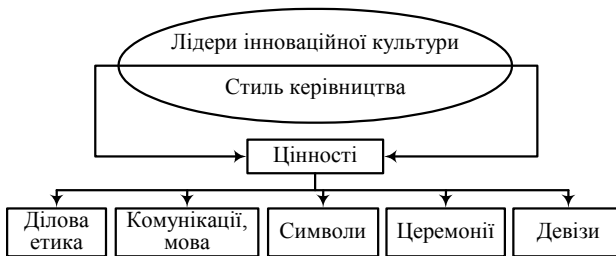 Лідери інноваційної культури
Стиль керівництва
Цінності
Ділова
етика
Комунікації,
мова
Символи
Церемонії
Девізи